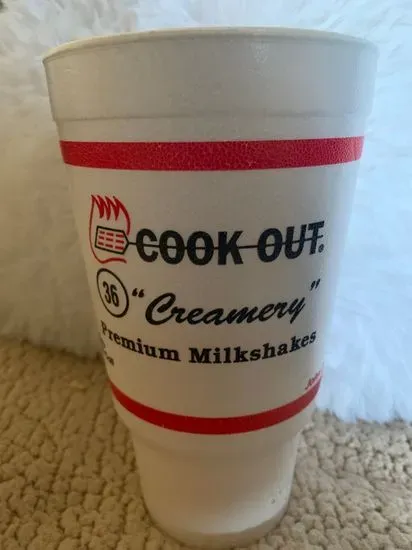 COOK OUT®
36 "Creamery"
Premium Milkshakes